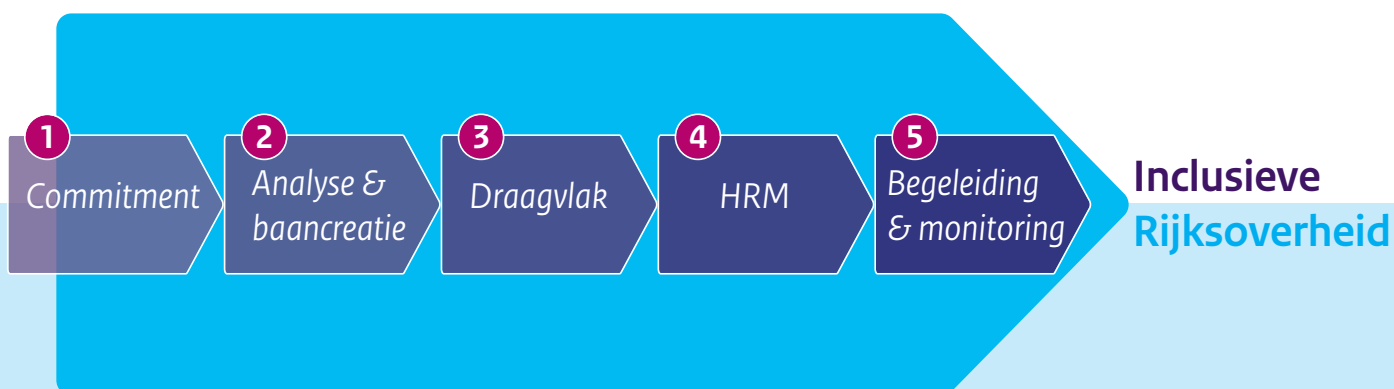 1
Commitment
2
Analyse &
baancreatie
3
Draagvlak
4
HRM
5
Begeleiding
& monitoring
Inclusieve
Rijksoverheid